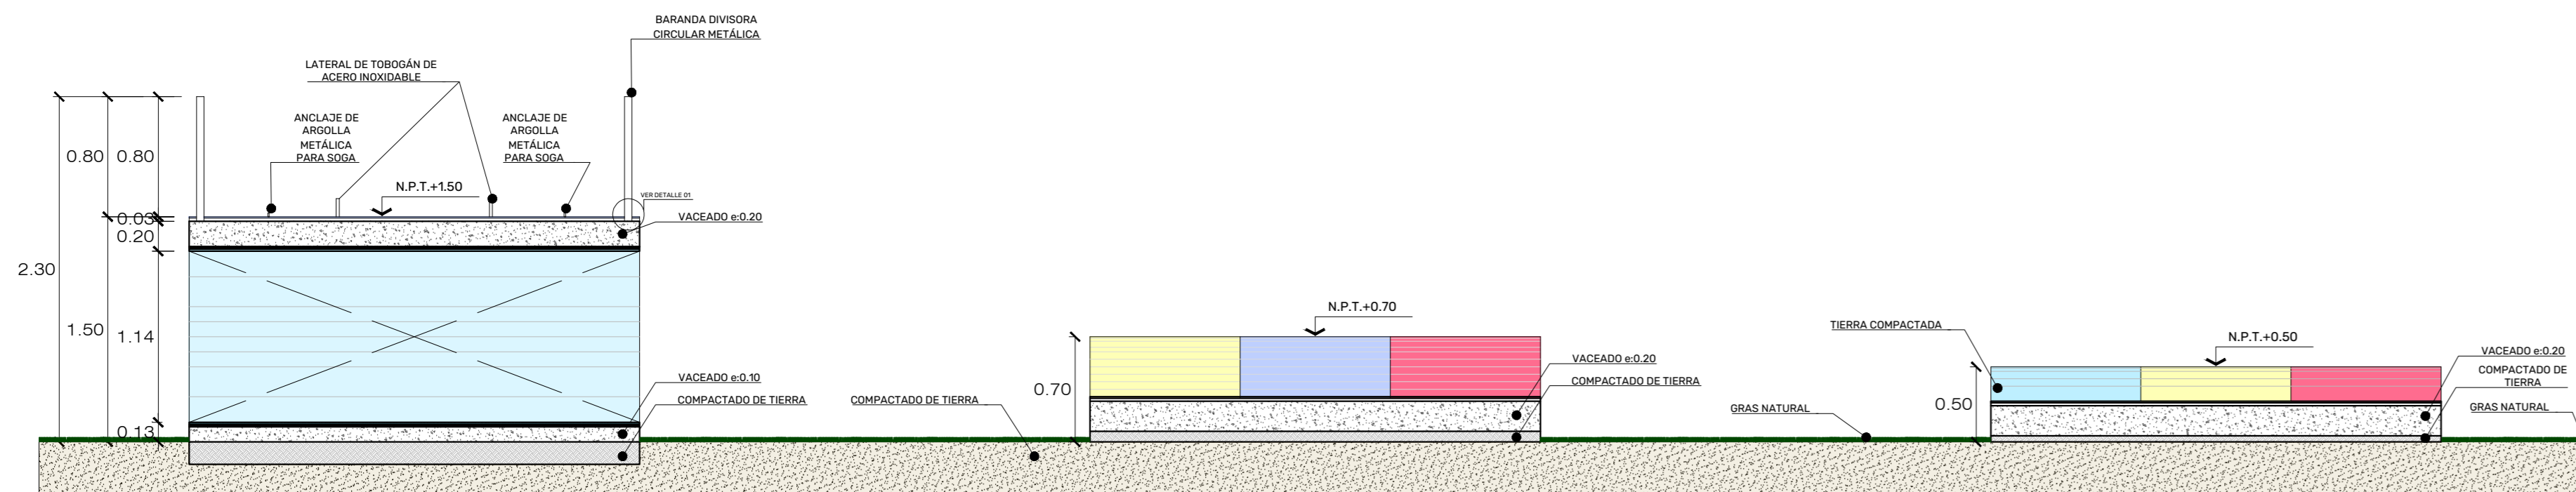 BARANDA DIVISORA
CIRCULAR METÁLICA
LATERAL DE TOBOGÁN DE
ACERO INOXIDABLE
ANCLAJE DE
ARGOLLA
METÁLICA
PARA SOGA
ANCLAJE DE
ARGOLLA
METÁLICA
PARA SOGA
0.80
0.80
N.P.T.+1.50
VER DETALLE 01
0.03
VACEADO e:0.20
0.20
2.30
1.50
1.14
VACEADO e:0.10
COMPACTADO DE TIERRA
0.13
COMPACTADO DE TIERRA
N.P.T.+0.70
0.70
VACEADO e:0.20
COMPACTADO DE TIERRA
TIERRA COMPACTADA
N.P.T.+0.50
GRAS NATURAL
0.50
VACEADO e:0.20
COMPACTADO DE
TIERRA
GRAS NATURAL